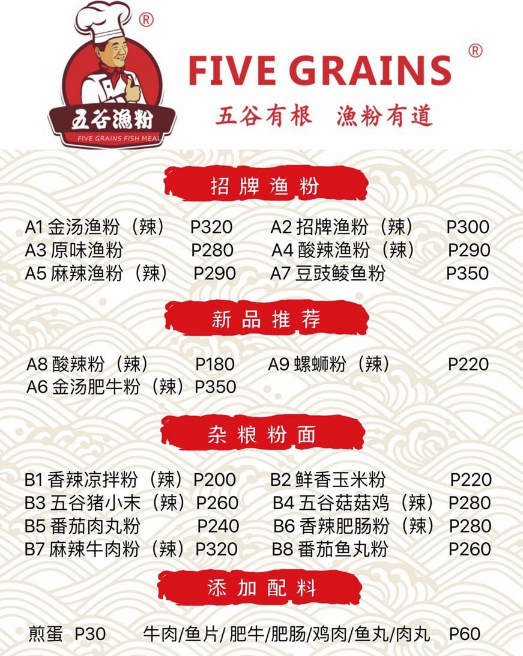 ®
五谷渔粉
FIVE GRAINS FISH MEAL
FIVE GRAINS ®
五谷有根 渔粉有道
招牌渔粉
A1 金汤渔粉（辣） P320 A2 招牌渔粉（辣） P300
A3 原味渔粉 P280 A4 酸辣渔粉（辣） P290
A5 麻辣渔粉（辣） P290 A7 豆豉鲮鱼粉 P350
新品推荐
A8 酸辣粉（辣） P180 A9 螺蛳粉（辣） P220
A6 金汤肥牛粉（辣） P350
杂粮粉面
B1 香辣凉拌粉（辣） P200 B2 鲜香玉米粉 P220
B3 五谷猪小末（辣） P260 B4 五谷菇菇鸡（辣） P280
B5 番茄肉丸粉 P240 B6 香辣肥肠粉（辣） P280
B7 麻辣牛肉粉（辣） P320 B8 番茄鱼丸粉 P260
添加配料
煎蛋 P30 牛肉/鱼片/肥牛/肥肠/鸡肉/鱼丸/肉丸 P60